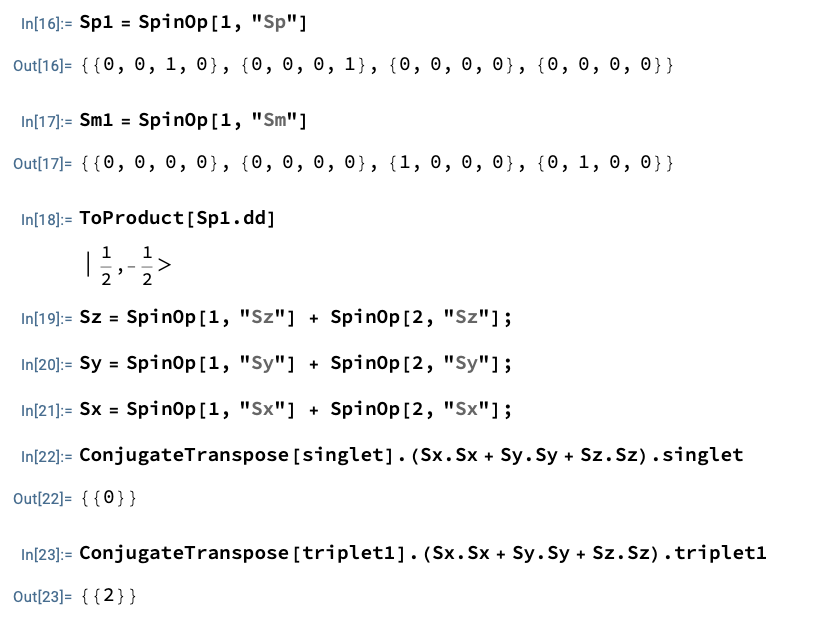 In[16]:= Sp1 = SpinOp[1, "Sp"]
Out[16]= {{0, 0, 1, 0}, {0, 0, 0, 1}, {0, 0, 0, 0}, {0, 0, 0, 0}}
In[17]:= Sm1 = SpinOp[1, "Sm"]
Out[17]= {{0, 0, 0, 0}, {0, 0, 0, 0}, {1, 0, 0, 0}, {0, 1, 0, 0}}
In[18]:= ToProduct[Sp1.dd]
|1/2,-1/2>
In[19]:= Sz = SpinOp[1, "Sz"] + SpinOp[2, "Sz"];
In[20]:= Sy = SpinOp[1, "Sy"] + SpinOp[2, "Sy"];
In[21]:= Sx = SpinOp[1, "Sx"] + SpinOp[2, "Sx"];
In[22]:= ConjugateTranspose[singlet].(Sx.Sx + Sy.Sy + Sz.Sz).singlet
Out[22]= {{0}}
In[23]:= ConjugateTranspose[triplet1].(Sx.Sx + Sy.Sy + Sz.Sz).triplet1
Out[23]= {{2}}